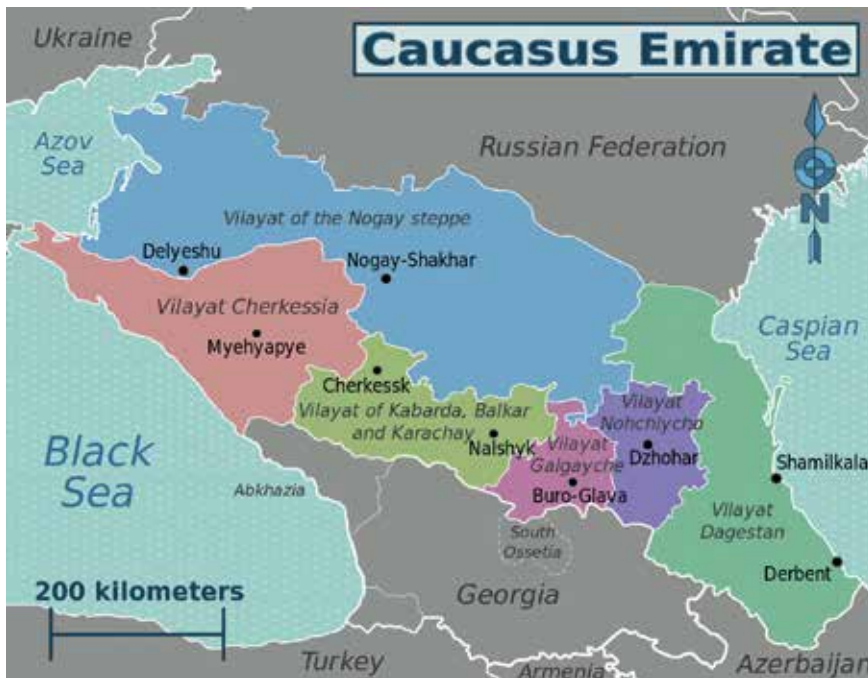 Ukraine
Caucasus Emirate
Azov
Sea
Russian Federation
N
Vilayat of the Nogay steppe
Delyeshu
Nogay-Shakhar
Vilayat Cherkessia
Myehyapye
Caspian
Sea
Cherkessk
Vilayat of Kabarda, Balkar
and Karachay
Nalshyk
Vilayat
Nohchiycho
Vilayat
Galgayche
Dzhohar
Buro-Glava
Shamilkala
Black
Sea
Abkhazia
Vilayat
Dagestan
South
Ossetia
Derbent
200 kilometers
Georgia
Turkey
Armenia
Azerbaijan